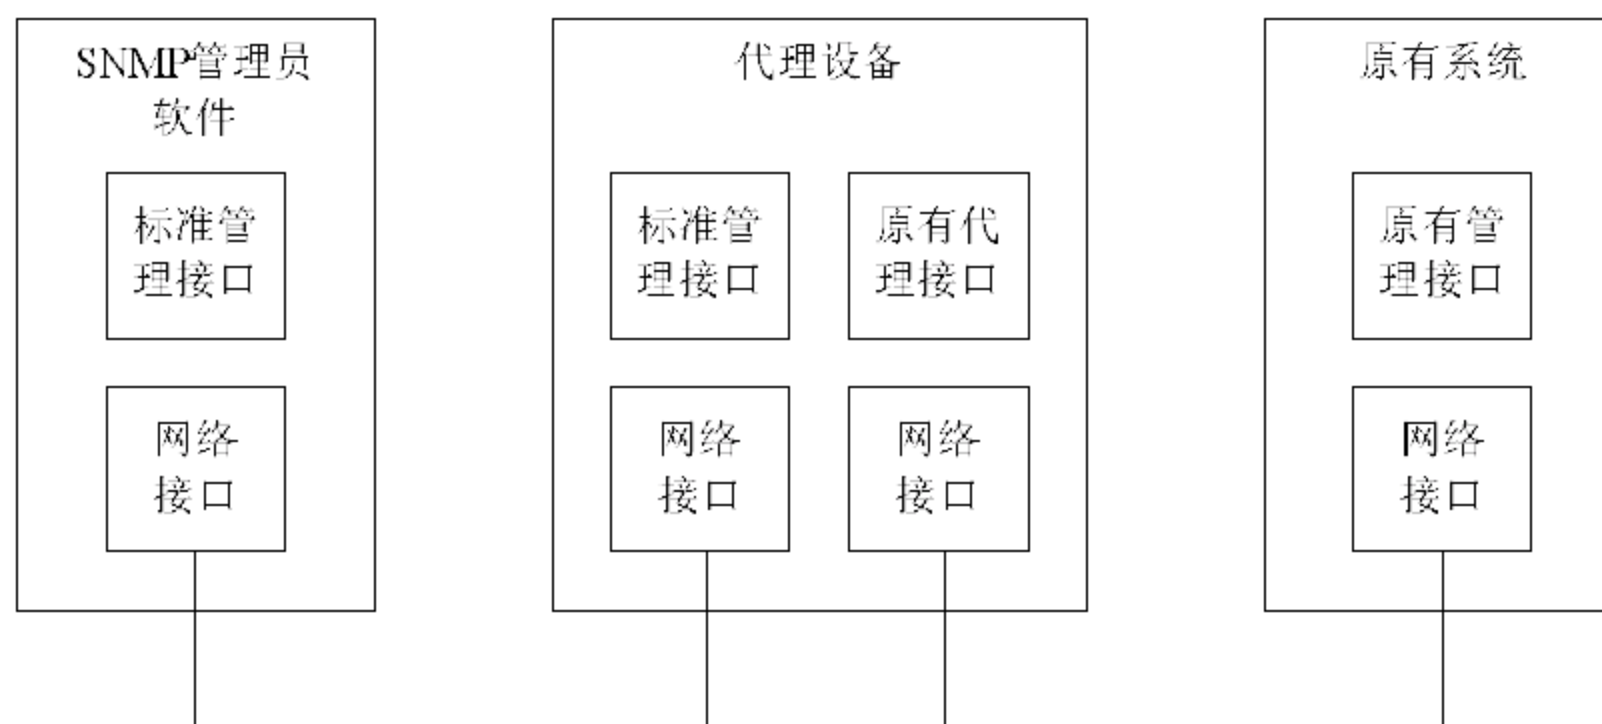 SNMP管理员
软件
代理设备
原有系统
标准管
理接口
标准管
理接口
原有代
理接口
原有管
理接口
网络
接口
网络
接口
网络
接口
网络
接口